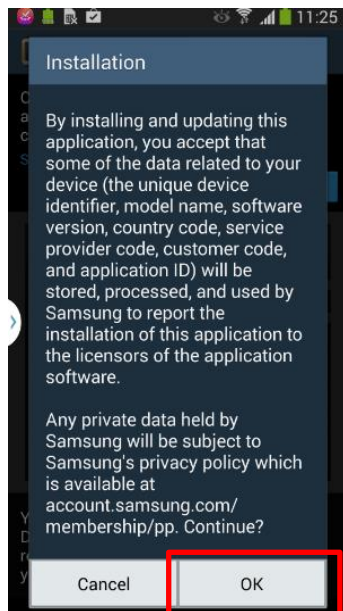 11:25
Installation
By installing and updating this
application, you accept that
some of the data related to your
device (the unique device
identifier, model name, software
version, country code, service
provider code, customer code,
and application ID) will be
stored, processed, and used by
Samsung to report the
installation of this application to
the licensors of the application
software.
Any private data held by
Samsung will be subject to
Samsung's privacy policy which
is available at
account.samsung.com/
membership/pp. Continue?
Cancel
OK